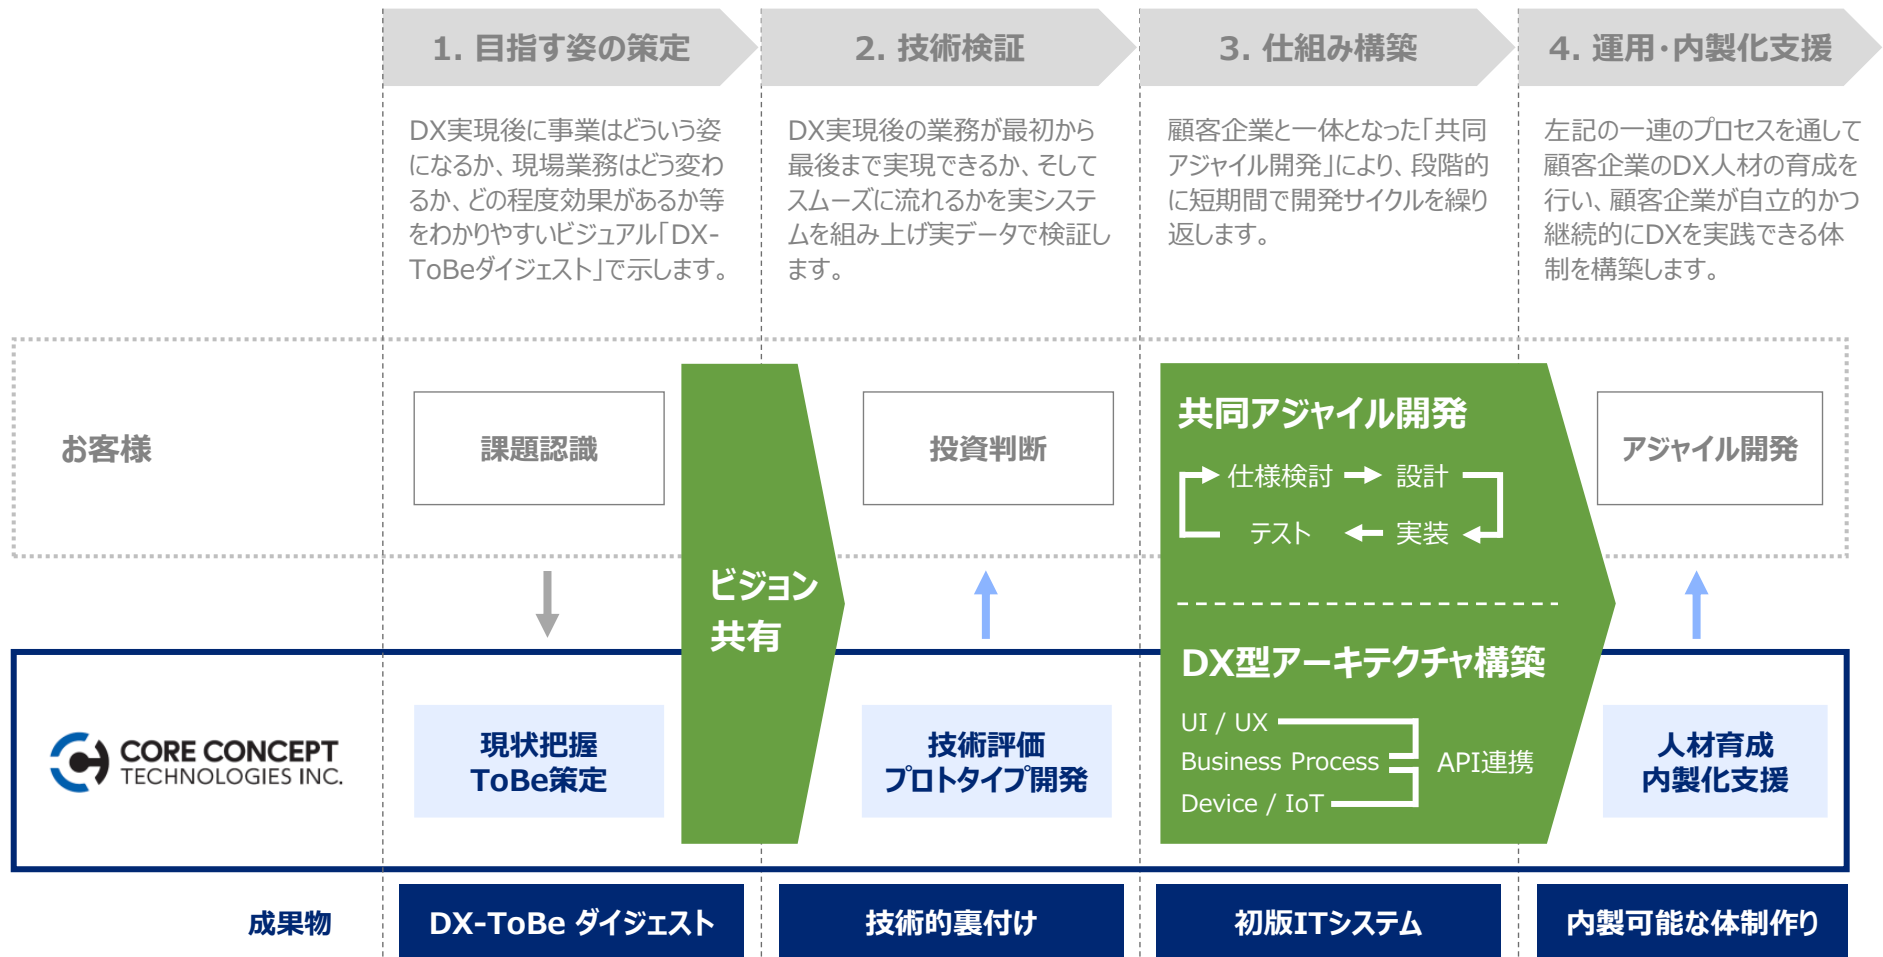 1. 目指す姿の策定
2. 技術検証
3. 仕組み構築
4. 運用・内製化支援
DX実現後に事業はどういう姿
になるか、現場業務はどう変わ
るか、どの程度効果があるか等
をわかりやすいビジュアル「DX-
ToBeダイジェスト」で示します。
DX実現後の業務が最初から
最後まで実現できるか、そして
スムーズに流れるかを実システ
ムを組み上げ実データで検証し
ます。
顧客企業と一体となった「共同
アジャイル開発」により、段階的
に短期間で開発サイクルを繰り
返します。
左記の一連のプロセスを通して
顧客企業のDX人材の育成を
行い、顧客企業が自立的かつ
継続的にDXを実践できる体
制を構築します。
お客様
課題認識
ビジョン
共有
投資判断
共同アジャイル開発
仕様検討
設計
テスト
実装
アジャイル開発
CORE CONCEPT
TECHNOLOGIES INC.
現状把握
ToBe策定
技術評価
プロトタイプ開発
DX型アーキテクチャ構築
UI / UX
Business Process
Device / IoT
API連携
人材育成
内製化支援
成果物
DX-ToBe ダイジェスト
技術的裏付け
初版ITシステム
内製可能な体制作り